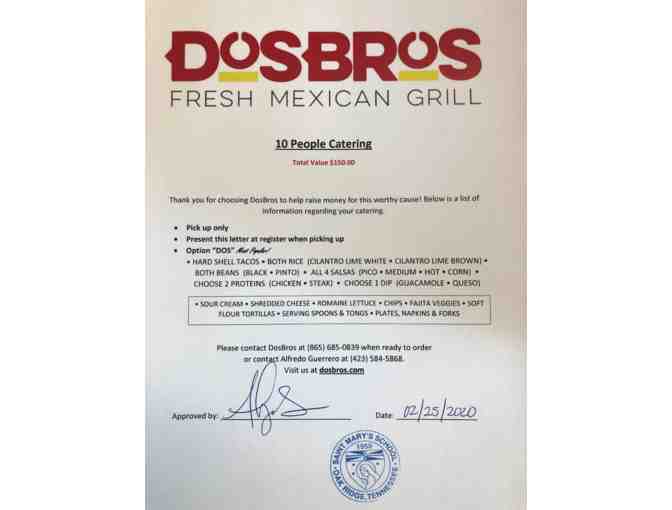 DOSBROS
FRESH MEXICAN GRILL
10 People Catering
Total Value $150.00
Thank you for choosing DosBros to help raise money for this worthy cause! Below is a list of
information regarding your catering.
• Pick up only
• Present this letter at register when picking up
• Option "DOS" Most Popular!
• HARD SHELL TACOS • BOTH RICE (CILANTRO LIME WHITE • CILANTRO LIME BROWN) •
BOTH BEANS (BLACK • PINTO) • ALL 4 SALSAS (PICO • MEDIUM • HOT • CORN) •
CHOOSE 2 PROTEINS (CHICKEN • STEAK) • CHOOSE 1 DIP (GUACAMOLE • QUESO)
• SOUR CREAM • SHREDDED CHEESE • ROMAINE LETTUCE • CHIPS • FAJITA VEGGIES • SOFT
FLOUR TORTILLAS • SERVING SPOONS & TONGS • PLATES, NAPKINS & FORKS
Please contact DosBros at (865) 685-0839 when ready to order
or contact Alfredo Guerrero at (423) 584-5868.
Visit us at dosbros.com
Approved by: Date: 02/25/2020
SAINT MARY'S SCHOOL
1950
OAK RIDGE, TENNESSEE